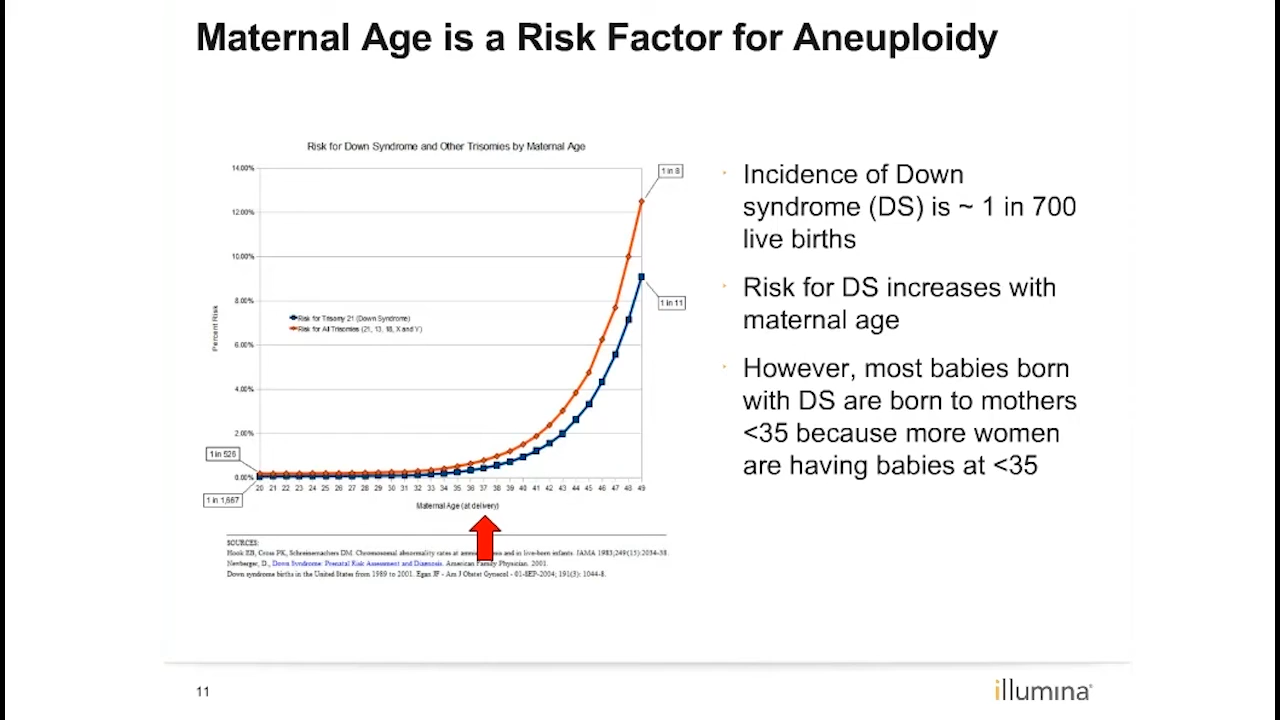 Maternal Age is a Risk Factor for Aneuploidy
Risk for Down Syndrome and Other Trisomies by Maternal Age
14.00%
12.00%
10.00%
8.00%
6.00%
4.00%
2.00%
0.00%
Percent Risk
1 in 8
1 in 11
Risk for Trisomy 21 (Down Syndrome)
Risk for All Trisomies (21, 13, 18, X and Y)
1 in 526
1 in 1,667
20 21 22 23 24 25 26 27 28 29 30 31 32 33 34 35 36 37 38 39 40 41 42 43 44 45 46 47 48 49
Maternal Age (at delivery)
SOURCES:
Hook EB, Cross PK, Schreinemachers DM. Chromosomal abnormality rates at and in live-born infants. JAMA 1983;249(15):2034-38.
Newberger, D., Down Syndrome: Prenatal Risk Assessment and Diagnosis. American Family Physician. 2001.
Down syndrome births in the United States from 1989 to 2001. Egan JF - Am J Obstet Gynecol - 01-SEP-2004; 191(3): 1044-8.
Incidence of Down
syndrome (DS) is ~ 1 in 700
live births
Risk for DS increases with
maternal age
However, most babies born
with DS are born to mothers
<35 because more women
are having babies at <35
11
illumina®